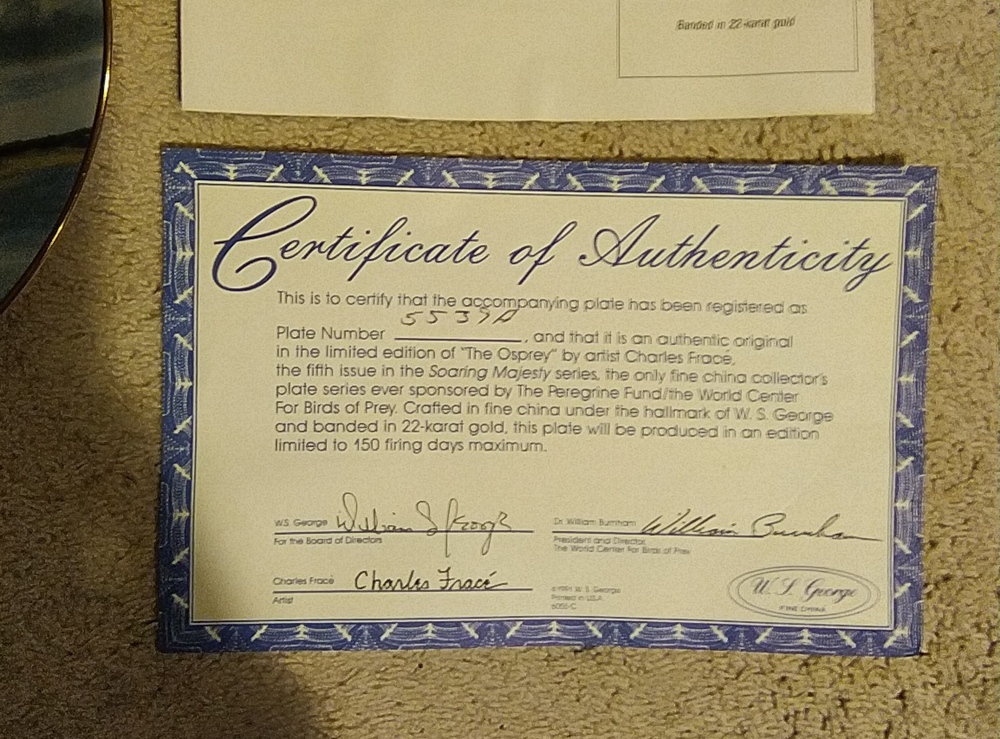 Banded in 22-karat gold
Certificate of Authenticity
This is to certify that the accompanying plate has been registered as
5539A
Plate Number ____________, and that it is an authentic original
in the limited edition of "The Osprey" by artist Charles Fracé,
the fifth issue in the Soaring Majesty series, the only fine china collector's
plate series ever sponsored by The Peregrine Fund/the World Center
For Birds of Prey. Crafted in fine china under the hallmark of W. S. George
and banded in 22-karat gold, this plate will be produced in an edition
limited to 150 firing days maximum.
W.S. George
For the Board of Directors
Dr. William Burnham William Burnham
President and Director
The World Center For Birds of Prey
Charles Fracé Charles Fracé
Artist
W. S. George
Printed in U.S.A.
W. S. George
FINE CHINA